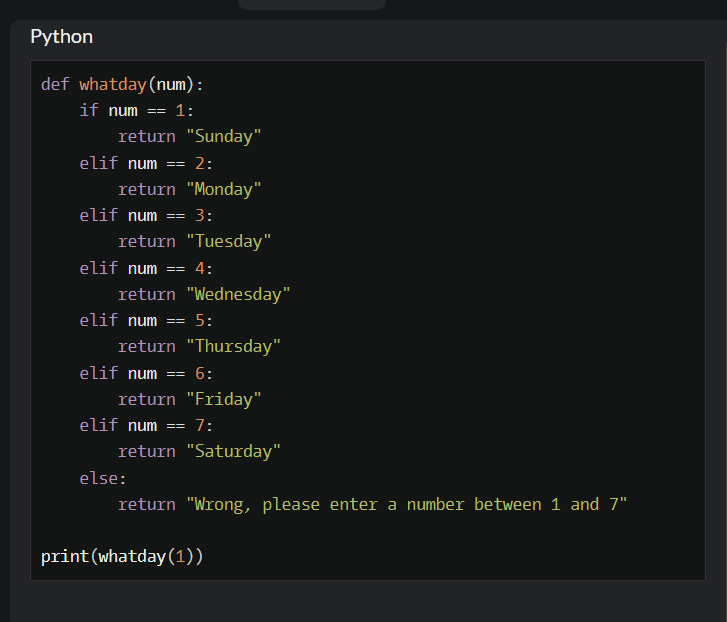 Python
def whatday(num):
    if num == 1:
        return "Sunday"
    elif num == 2:
        return "Monday"
    elif num == 3:
        return "Tuesday"
    elif num == 4:
        return "Wednesday"
    elif num == 5:
        return "Thursday"
    elif num == 6:
        return "Friday"
    elif num == 7:
        return "Saturday"
    else:
        return "Wrong, please enter a number between 1 and 7"

print(whatday(1))